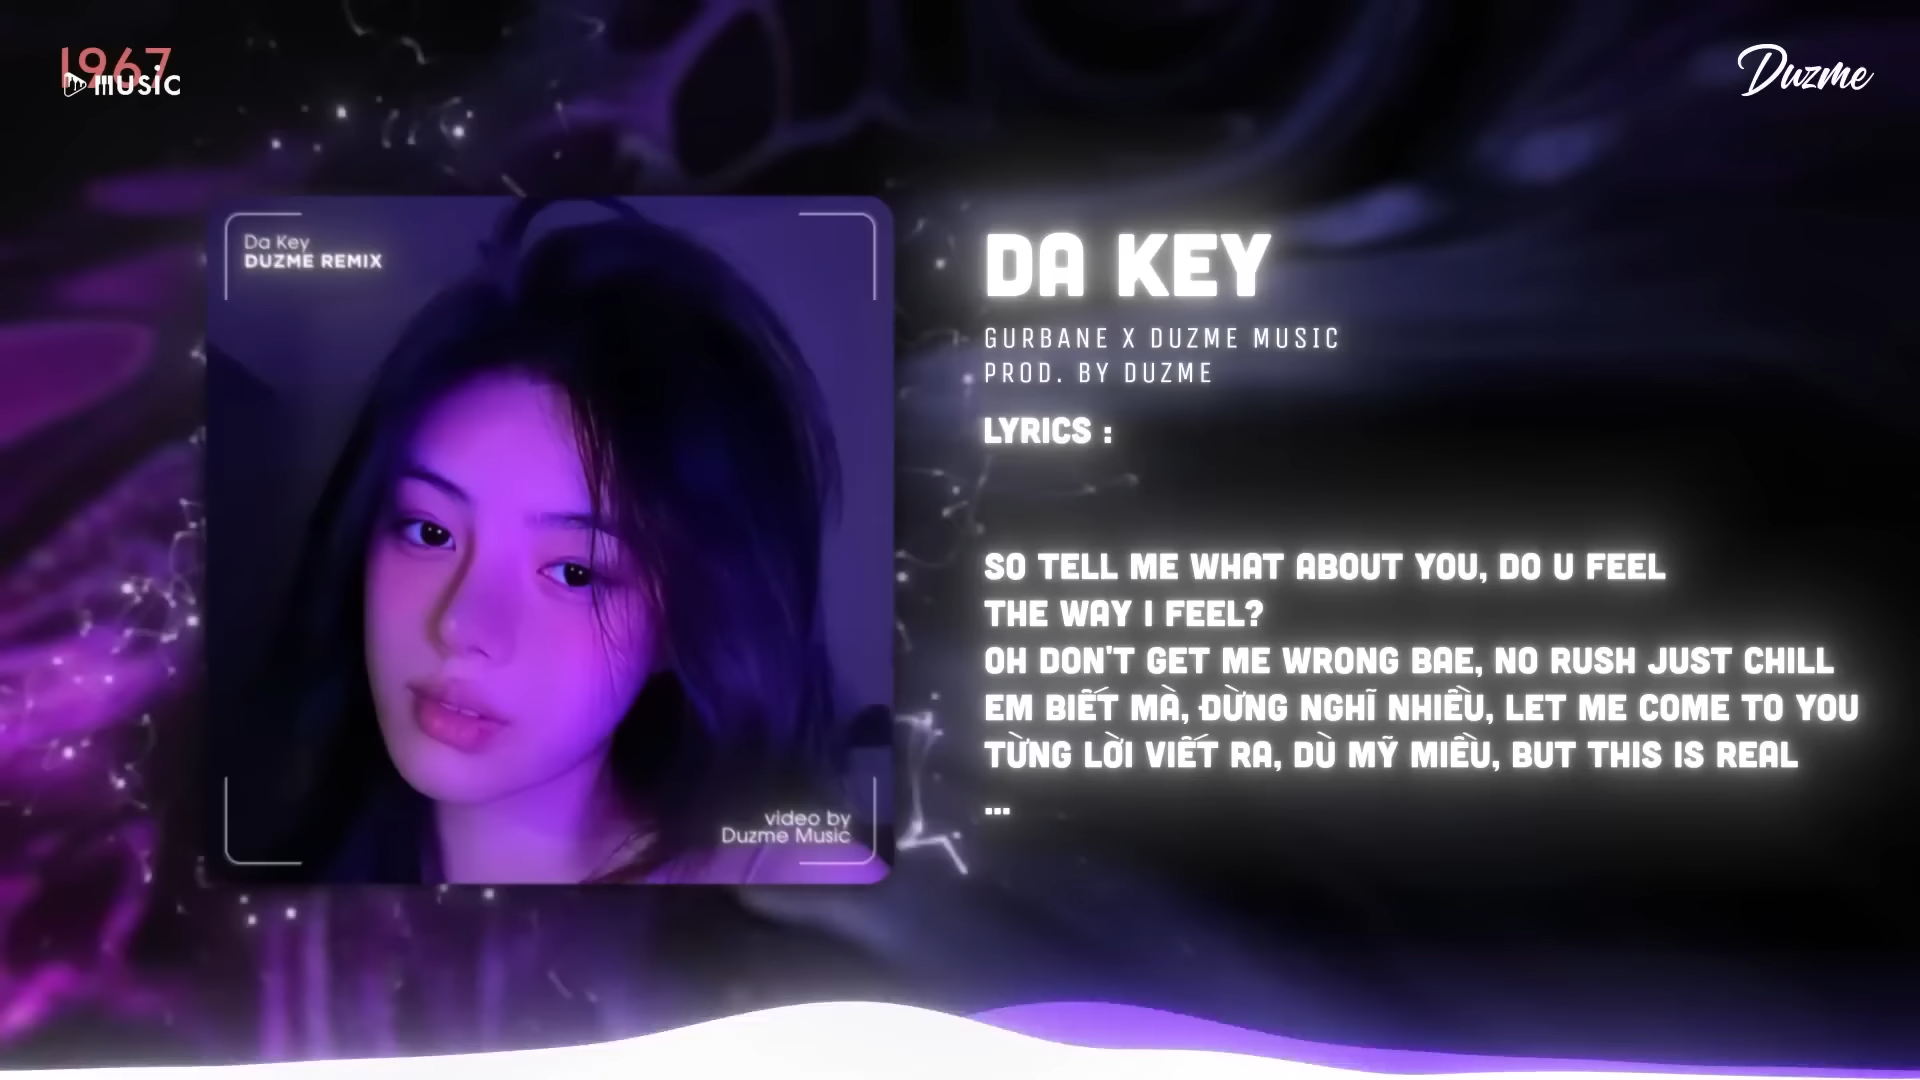 1967
music
Duzme
Da Key
DUZME REMIX
video by
Duzme Music
DA KEY
GURBANE X DUZME MUSIC
PROD. BY DUZME
LYRICS :
SO TELL ME WHAT ABOUT YOU, DO U FEEL
THE WAY I FEEL?
OH DON'T GET ME WRONG BAE, NO RUSH JUST CHILL
EM BIẾT MÀ, ĐỪNG NGHĨ NHIỀU, LET ME COME TO YOU
TỪNG LỜI VIẾT RA, DÙ MỸ MIỀU, BUT THIS IS REAL
...